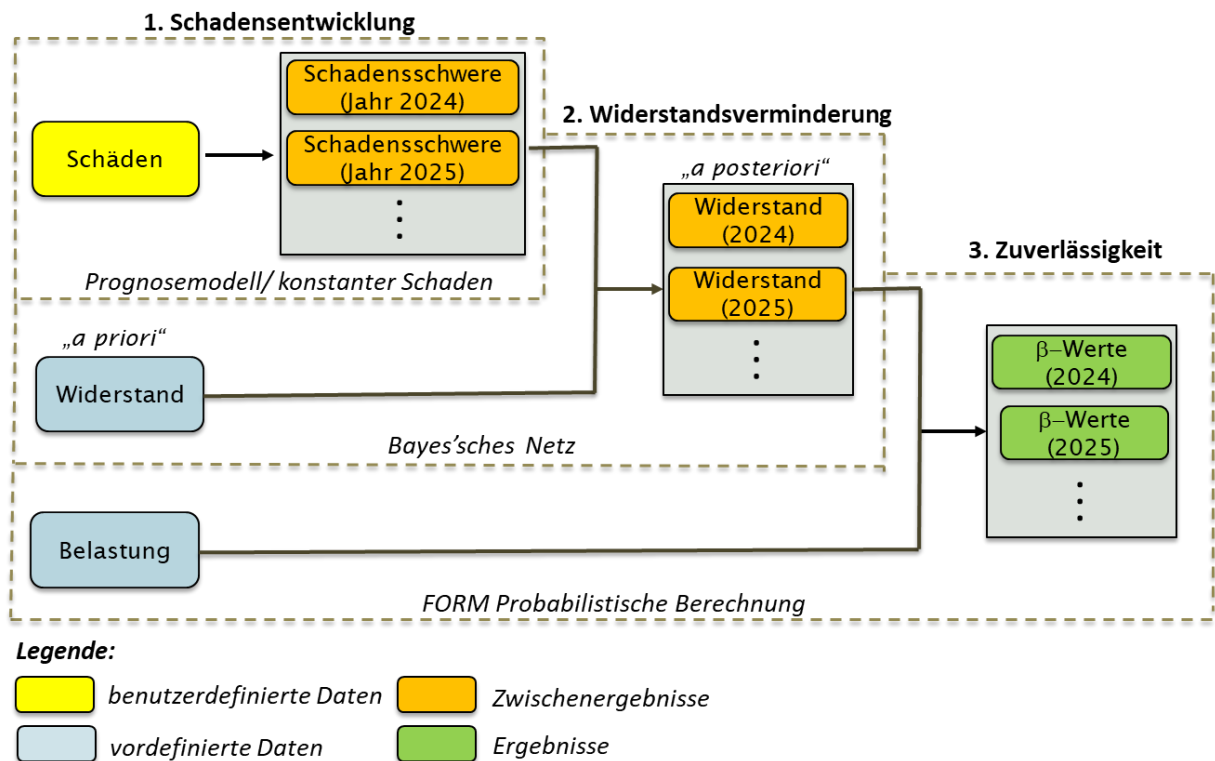 1. Schadensentwicklung
Schäden
Schadensschwere
(Jahr 2024)
Schadensschwere
(Jahr 2025)
Prognosemodell/ konstanter Schaden
2. Widerstandsverminderung
„a priori“
Widerstand
„a posteriori“
Widerstand
(2024)
Widerstand
(2025)
Bayes’sches Netz
3. Zuverlässigkeit
Belastung
β–Werte
(2024)
β–Werte
(2025)
FORM Probabilistische Berechnung
Legende:
benutzerdefinierte Daten
Zwischenergebnisse
vordefinierte Daten
Ergebnisse